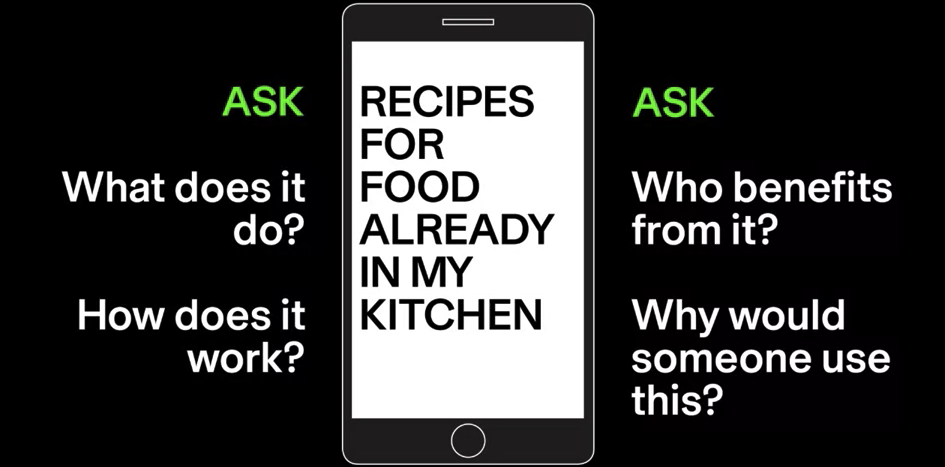 ASK
What does it
do?
How does it
work?
RECIPES
FOR
FOOD
ALREADY
IN MY
KITCHEN
ASK
Who benefits
from it?
Why would
someone use
this?